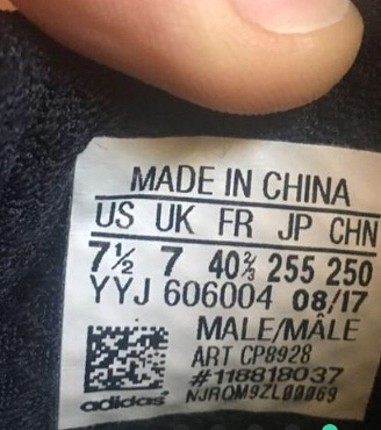 MADE IN CHINA
US UK FR JP CHN
7½ 7 40⅔ 255 250
YYJ 606004 08/17
MALE/MÂLE
ART CP8928
#118818037
NJROM9ZL00069
adidas